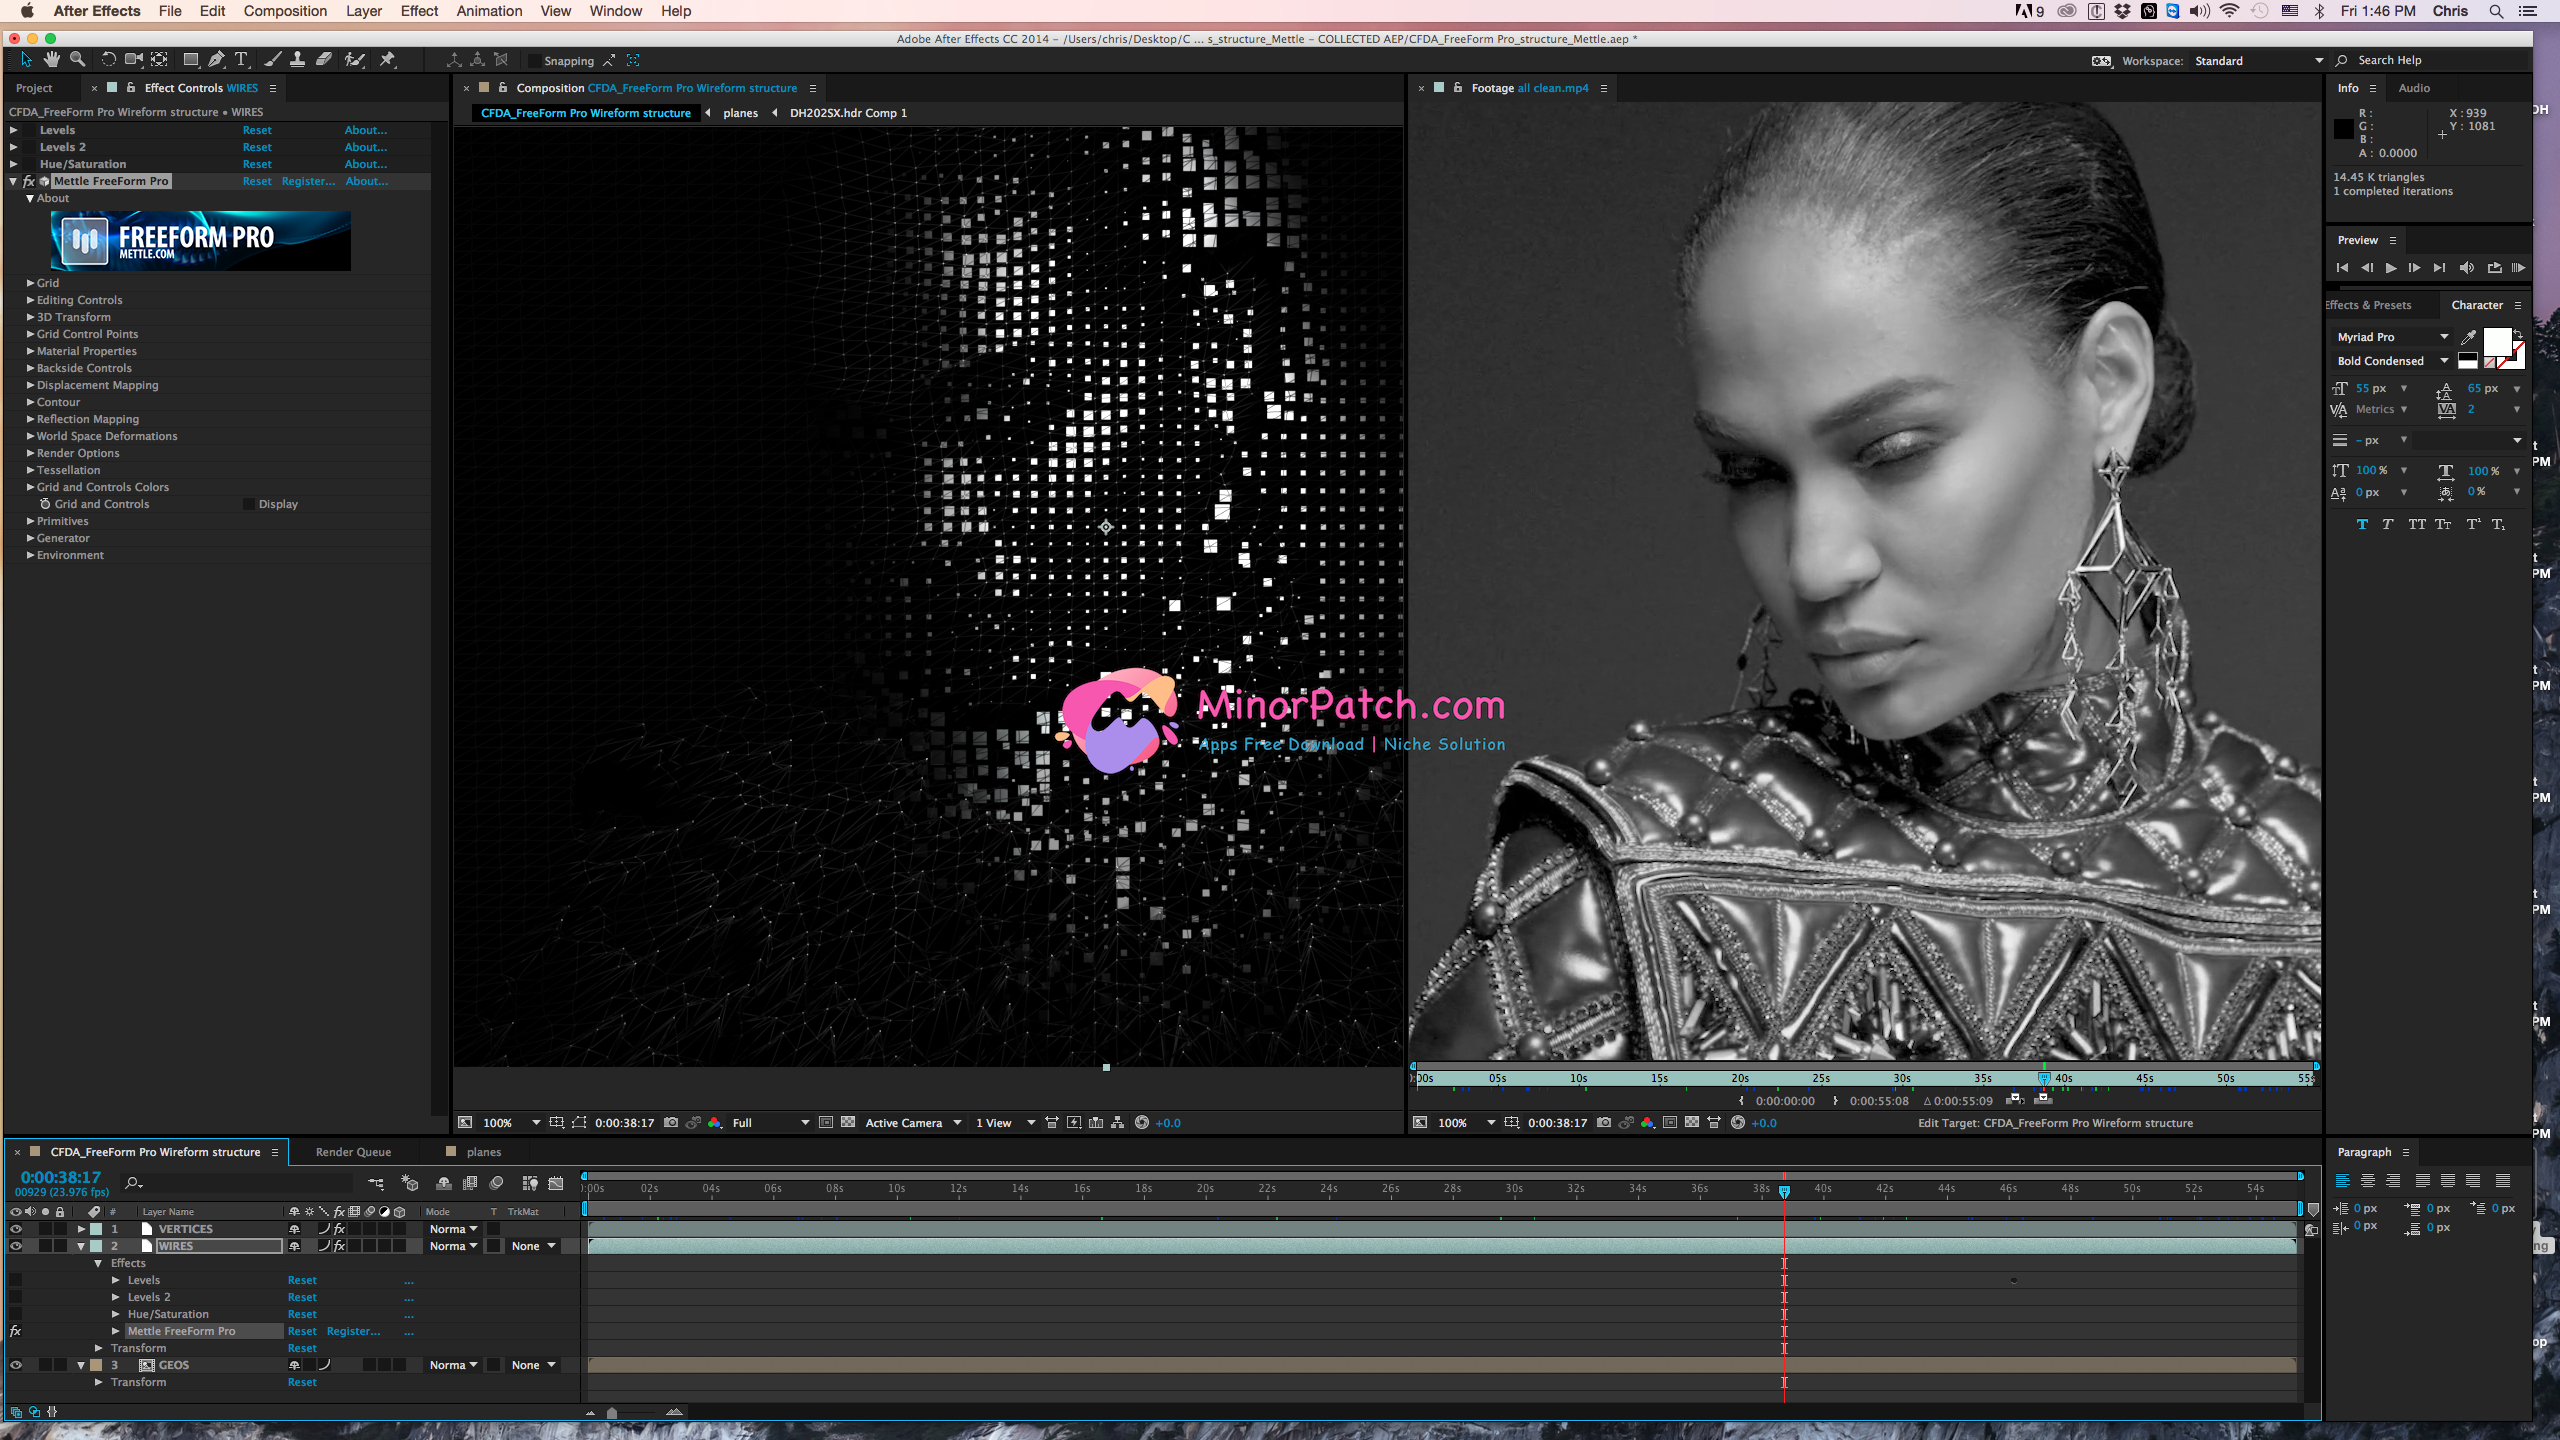 After Effects File Edit Composition Layer Effect Animation View Window Help
9 Fri 1:46 PM Chris
Adobe After Effects CC 2014 – /Users/chris/Desktop/C ... s_structure_Mettle – COLLECTED AEP/CFDA_FreeForm Pro_structure_Mettle.aep *
Snapping
Workspace: Standard Search Help
Project Effect Controls WIRES
CFDA_FreeForm Pro Wireform structure • WIRES
Levels Reset About...
Levels 2 Reset About...
Hue/Saturation Reset About...
fx Mettle FreeForm Pro Reset Register... About...
About
FREEFORM PRO
METTLE.COM
Grid
Editing Controls
3D Transform
Grid Control Points
Material Properties
Backside Controls
Displacement Mapping
Contour
Reflection Mapping
World Space Deformations
Render Options
Tessellation
Grid and Controls Colors
Grid and Controls Display
Primitives
Generator
Environment
Composition CFDA_FreeForm Pro Wireform structure
CFDA_FreeForm Pro Wireform structure planes DH202SX.hdr Comp 1
Footage all clean.mp4
MinorPatch.com
Apps Free Download | Niche Solution
100% 0:00:38:17 Full Active Camera 1 View +0.0
:00s 05s 10s 15s 20s 25s 30s 35s 40s 45s 50s 55s
0:00:00:00 0:00:55:08 Δ 0:00:55:09
100% 0:00:38:17 +0.0 Edit Target: CFDA_FreeForm Pro Wireform structure
Info Audio
R :
G :
B :
A : 0.0000
X : 939
Y : 1081
14.45 K triangles
1 completed iterations
Preview
Effects & Presets Character
Myriad Pro
Bold Condensed
55 px 65 px
Metrics 2
– px
100 % 100 %
0 px 0 %
T T TT Tt T¹ T₁
Paragraph
0 px 0 px 0 px
0 px 0 px
CFDA_FreeForm Pro Wireform structure Render Queue planes
0:00:38:17
00929 (23.976 fps)
:00s 02s 04s 06s 08s 10s 12s 14s 16s 18s 20s 22s 24s 26s 28s 30s 32s 34s 36s 38s 40s 42s 44s 46s 48s 50s 52s 54s
# Layer Name Mode T TrkMat
1 VERTICES Norma
2 WIRES Norma None
Effects
Levels Reset ...
Levels 2 Reset ...
Hue/Saturation Reset ...
fx Mettle FreeForm Pro Reset Register... ...
Transform Reset
3 GEOS Norma None
Transform Reset